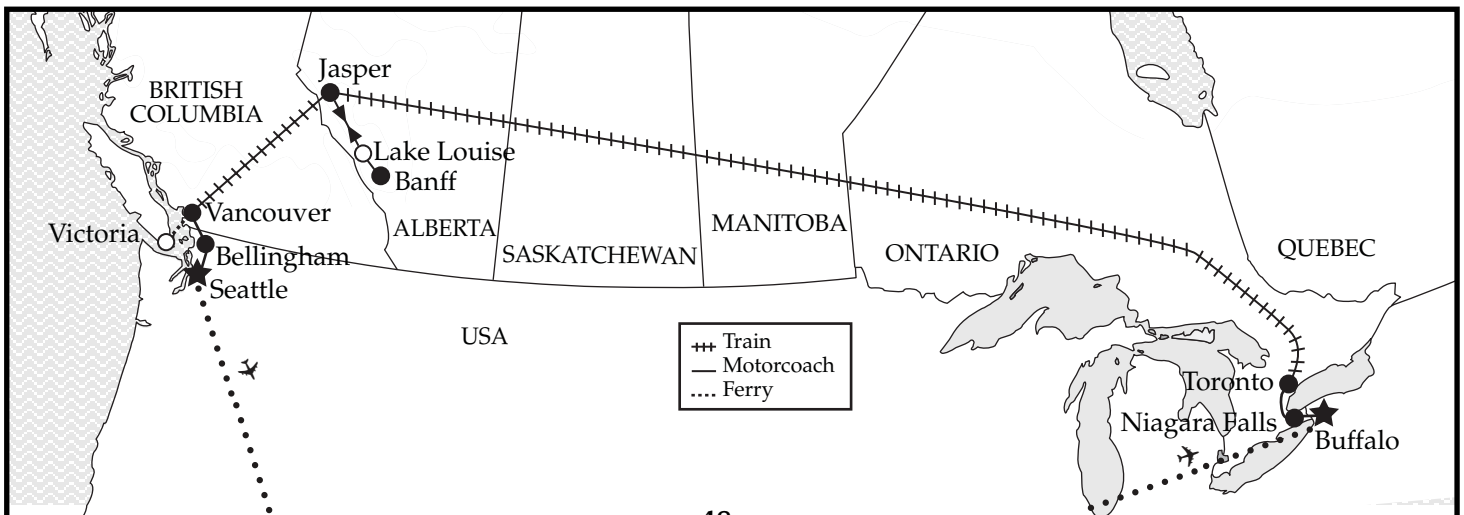 Jasper
BRITISH
COLUMBIA
Lake Louise
Banff
Vancouver
Victoria
ALBERTA
MANITOBA
Bellingham
SASKATCHEWAN
ONTARIO
QUEBEC
Seattle
USA
Train
Motorcoach
Ferry
Toronto
Niagara Falls
Buffalo